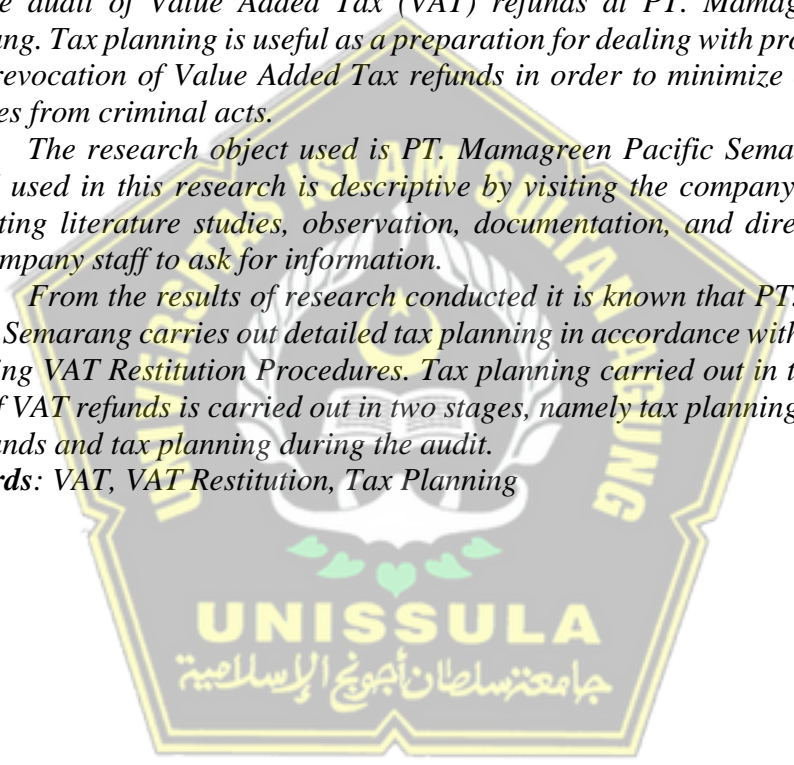 e audit of Value Added Tax (VAT) refunds at PT. Mamag
ang. Tax planning is useful as a preparation for dealing with pro
revocation of Value Added Tax refunds in order to minimize
es from criminal acts.
The research object used is PT. Mamagreen Pacific Sema
l used in this research is descriptive by visiting the company
ting literature studies, observation, documentation, and dire
mpany staff to ask for information.
From the results of research conducted it is known that PT.
Semarang carries out detailed tax planning in accordance with
ing VAT Restitution Procedures. Tax planning carried out in t
f VAT refunds is carried out in two stages, namely tax planning
nds and tax planning during the audit.
rds: VAT, VAT Restitution, Tax Planning
UNIVERSITAS ISLAM SULTAN AGUNG
UNISSULA
جامعة سلطان أجونج الإسلامية